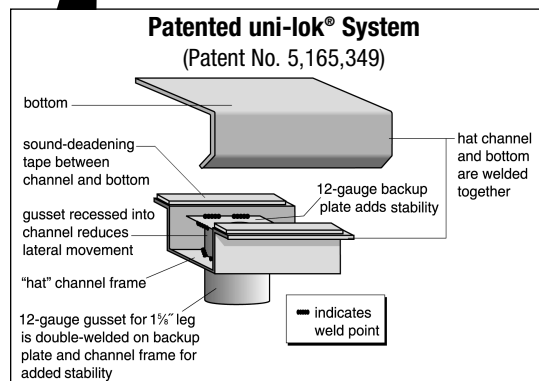 Patented uni-lok® System
(Patent No. 5,165,349)
bottom
sound-deadening
tape between
channel and bottom
gusset recessed into
channel reduces
lateral movement
“hat” channel frame
12-gauge gusset for 1⅝˝ leg
is double-welded on backup
plate and channel frame for
added stability
12-gauge backup
plate adds stability
hat channel
and bottom
are welded
together
indicates
weld point